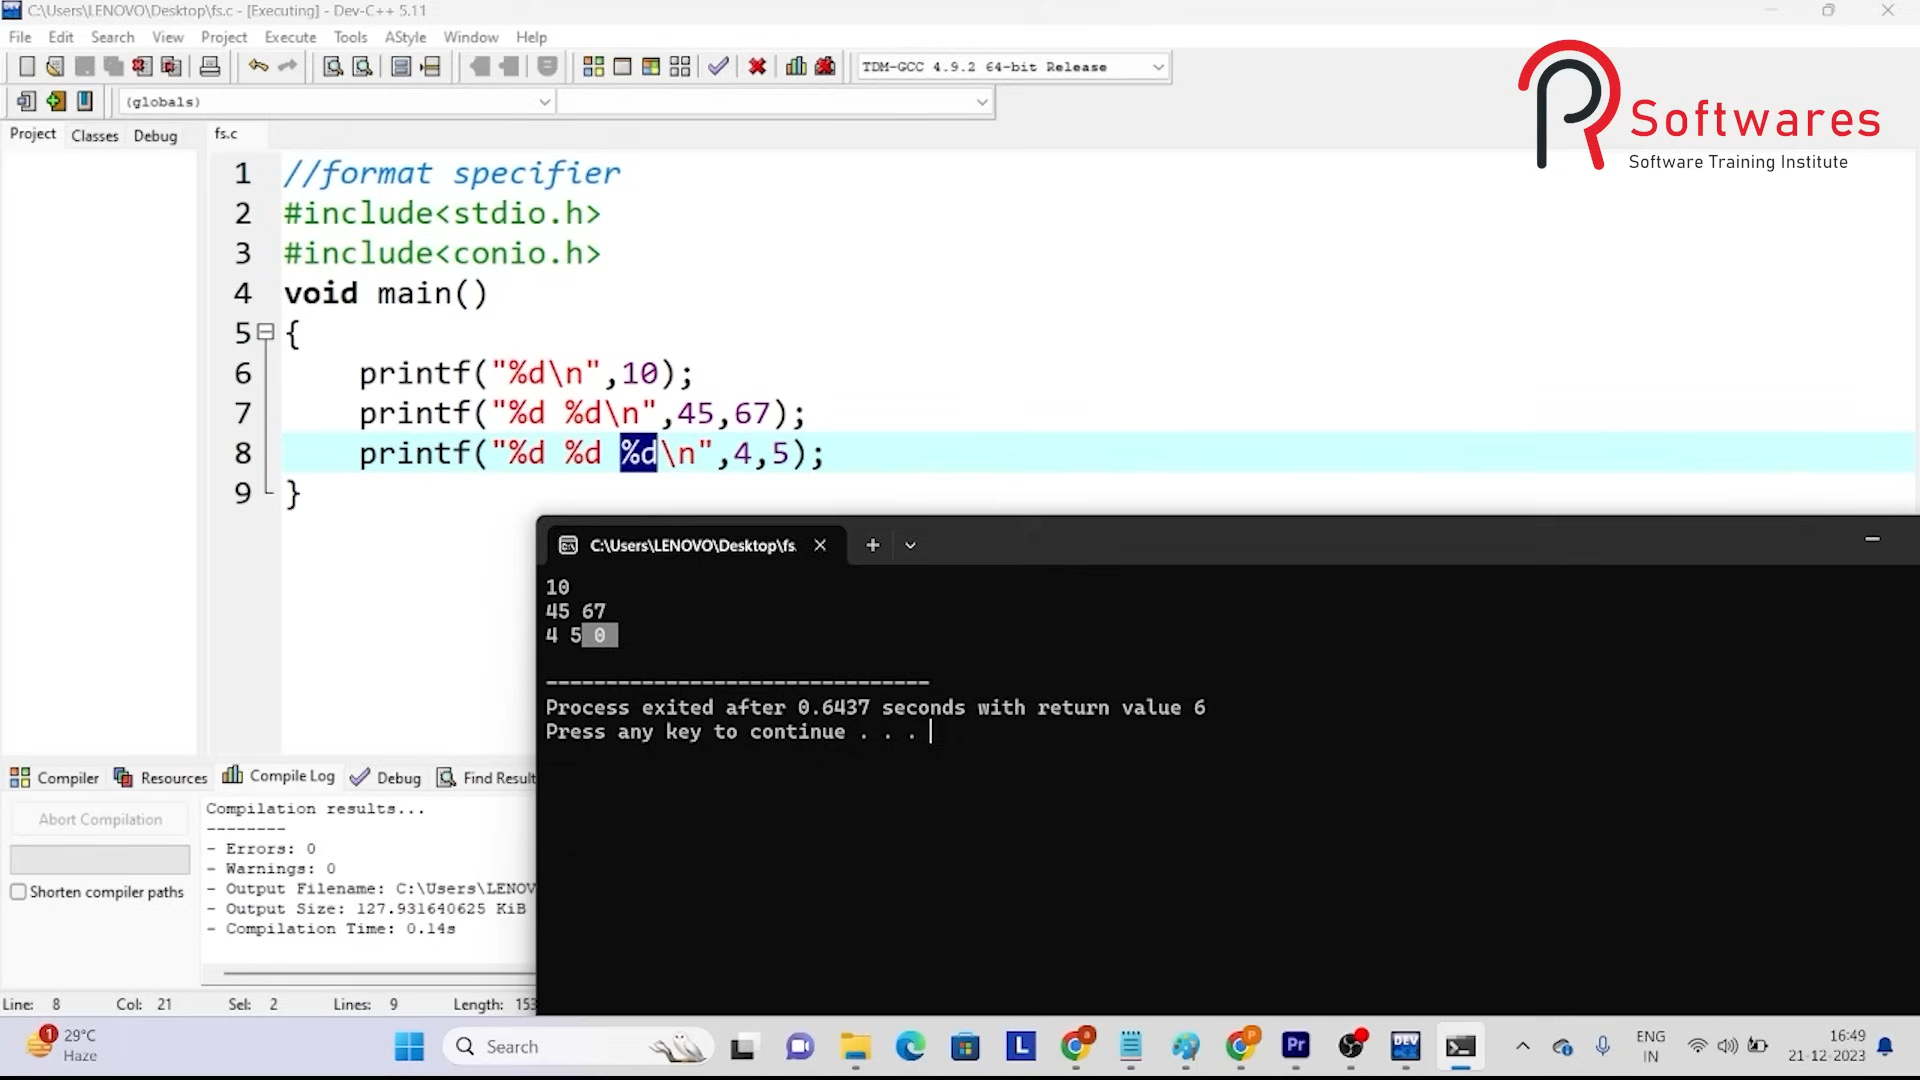 C:\Users\LENOVO\Desktop\fs.c - [Executing] - Dev-C++ 5.11
File Edit Search View Project Execute Tools AStyle Window Help
TDM-GCC 4.9.2 64-bit Release
(globals)
Project Classes Debug fs.c
Softwares
Software Training Institute
1 //format specifier
2 #include<stdio.h>
3 #include<conio.h>
4 void main()
5 {
6 printf("%d\n",10);
7 printf("%d %d\n",45,67);
8 printf("%d %d %d\n",4,5);
9 }
C:\Users\LENOVO\Desktop\fs.
10
45 67
4 5 0
--------------------------------
Process exited after 0.6437 seconds with return value 6
Press any key to continue . . .
Compiler Resources Compile Log Debug Find Result
Abort Compilation
Shorten compiler paths
Compilation results...
--------
- Errors: 0
- Warnings: 0
- Output Filename: C:\Users\LENOV
- Output Size: 127.931640625 KiB
- Compilation Time: 0.14s
Line: 8 Col: 21 Sel: 2 Lines: 9 Length: 153
1
29°C
Haze
Search
L
Pr
DEV
ENG
IN
16:49
21-12-2023